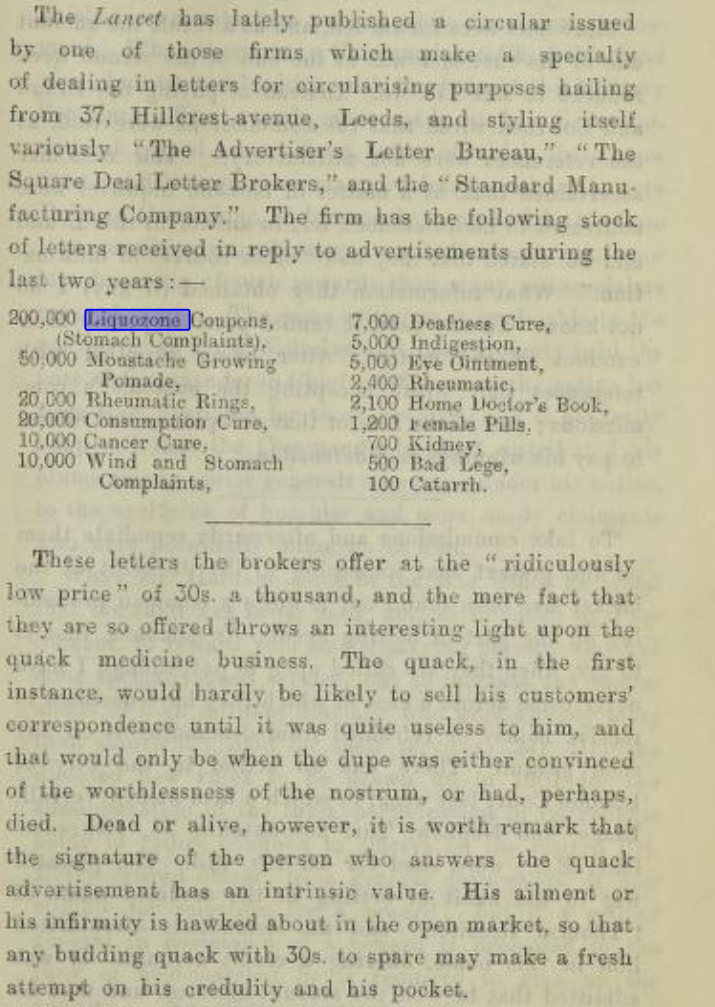 The Lancet has lately published a circular issued
by one of those firms which make a specialty
of dealing in letters for circularising purposes hailing
from 37, Hillcrest-avenue, Leeds, and styling itself
variously “The Advertiser's Letter Bureau,” “The
Square Deal Letter Brokers,” and the “Standard Manu-
facturing Company.” The firm has the following stock
of letters received in reply to advertisements during the
last two years:—
200,000 Liquozone Coupons,
(Stomach Complaints),
50,000 Moustache Growing
Pomade,
20,000 Rheumatic Rings,
20,000 Consumption Cure,
10,000 Cancer Cure,
10,000 Wind and Stomach
Complaints,
7,000 Deafness Cure,
5,000 Indigestion,
5,000 Eye Ointment,
2,400 Rheumatic,
2,100 Home Doctor's Book,
1,200 Female Pills,
700 Kidney,
500 Bad Legs,
100 Catarrh.
These letters the brokers offer at the “ridiculously
low price” of 30s. a thousand, and the mere fact that
they are so offered throws an interesting light upon the
quack medicine business. The quack, in the first
instance, would hardly be likely to sell his customers'
correspondence until it was quite useless to him, and
that would only be when the dupe was either convinced
of the worthlessness of the nostrum, or had, perhaps,
died. Dead or alive, however, it is worth remark that
the signature of the person who answers the quack
advertisement has an intrinsic value. His ailment or
his infirmity is hawked about in the open market, so that
any budding quack with 30s. to spare may make a fresh
attempt on his credulity and his pocket.